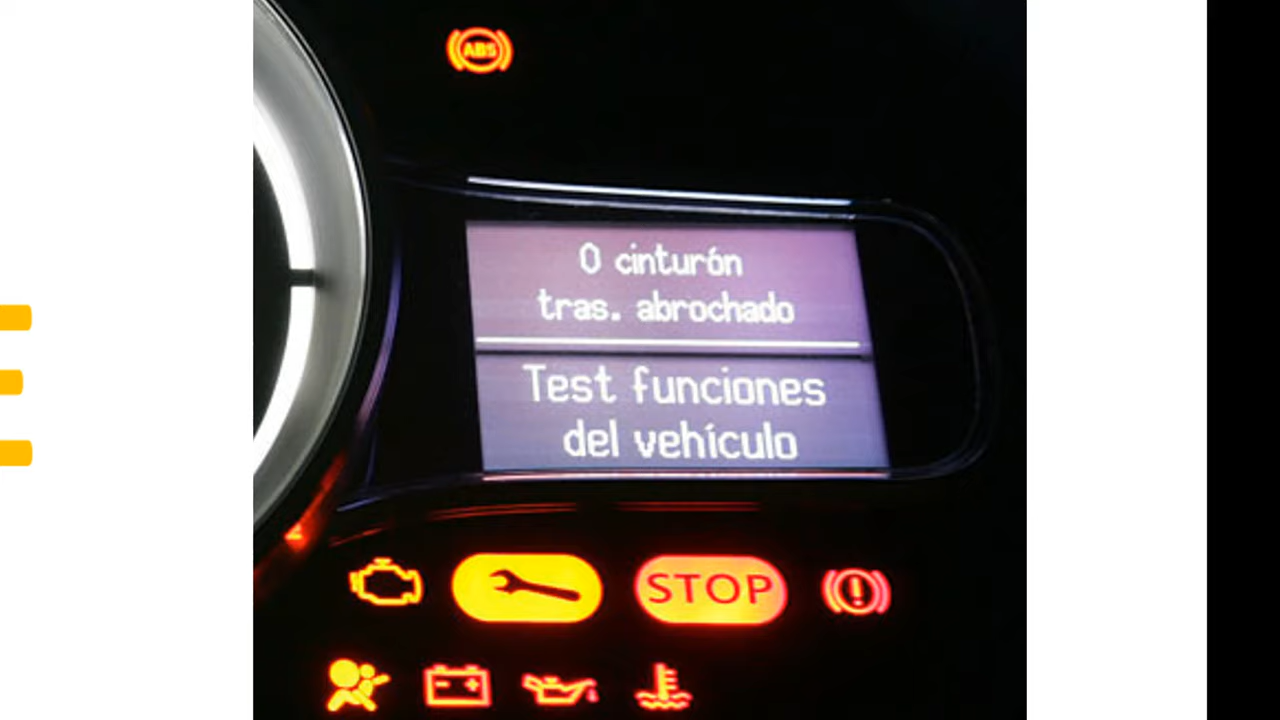 ABS
0 cinturón
tras. abrochado
Test funciones
del vehículo
STOP